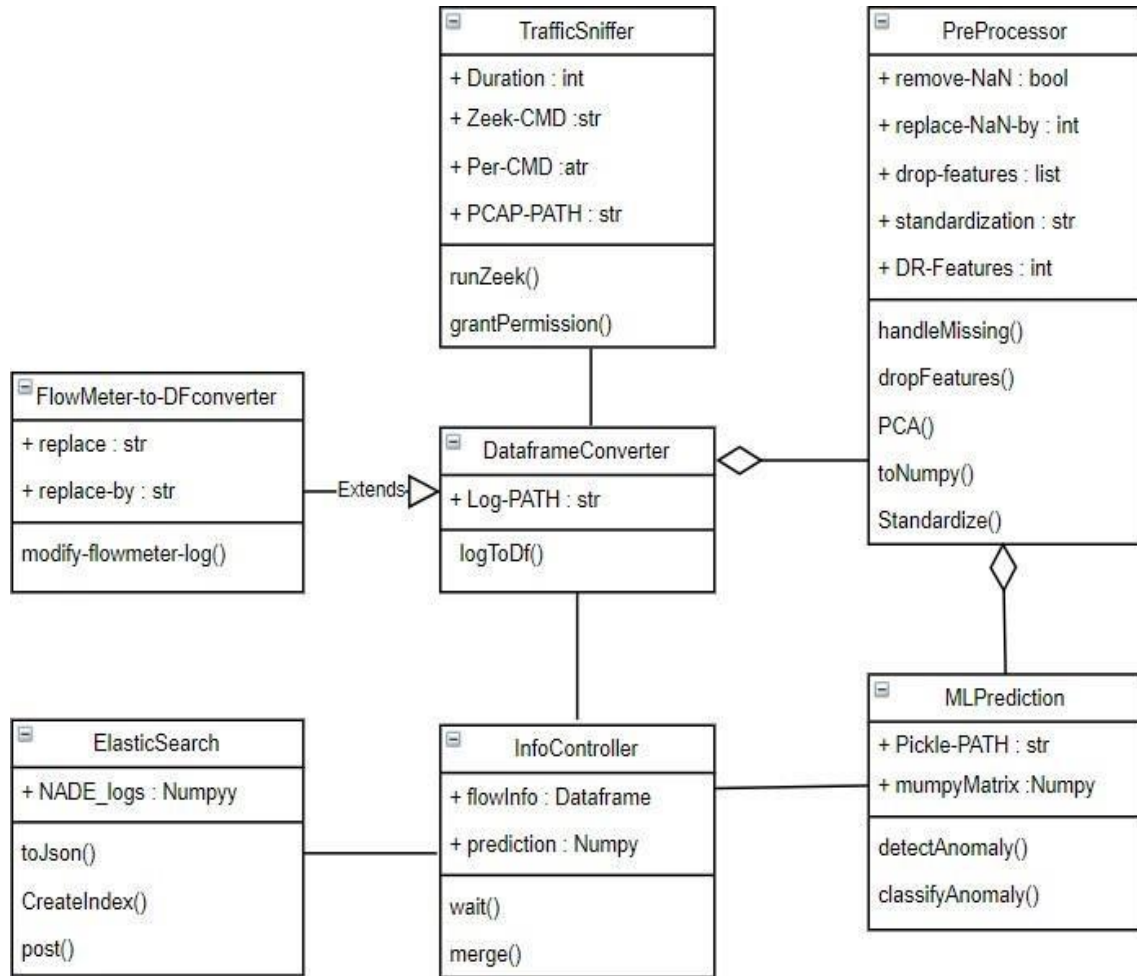 TrafficSniffer
+ Duration : int
+ Zeek-CMD :str
+ Per-CMD :atr
+ PCAP-PATH : str
runZeek()
grantPermission()
PreProcessor
+ remove-NaN : bool
+ replace-NaN-by : int
+ drop-features : list
+ standardization : str
+ DR-Features : int
handleMissing()
dropFeatures()
PCA()
toNumpy()
Standardize()
FlowMeter-to-DFconverter
+ replace : str
+ replace-by : str
modify-flowmeter-log()
Extends
DataframeConverter
+ Log-PATH : str
logToDf()
ElasticSearch
+ NADE_logs : Numpyy
toJson()
CreateIndex()
post()
InfoController
+ flowInfo : Dataframe
+ prediction : Numpy
wait()
merge()
MLPrediction
+ Pickle-PATH : str
+ mumpyMatrix :Numpy
detectAnomaly()
classifyAnomaly()